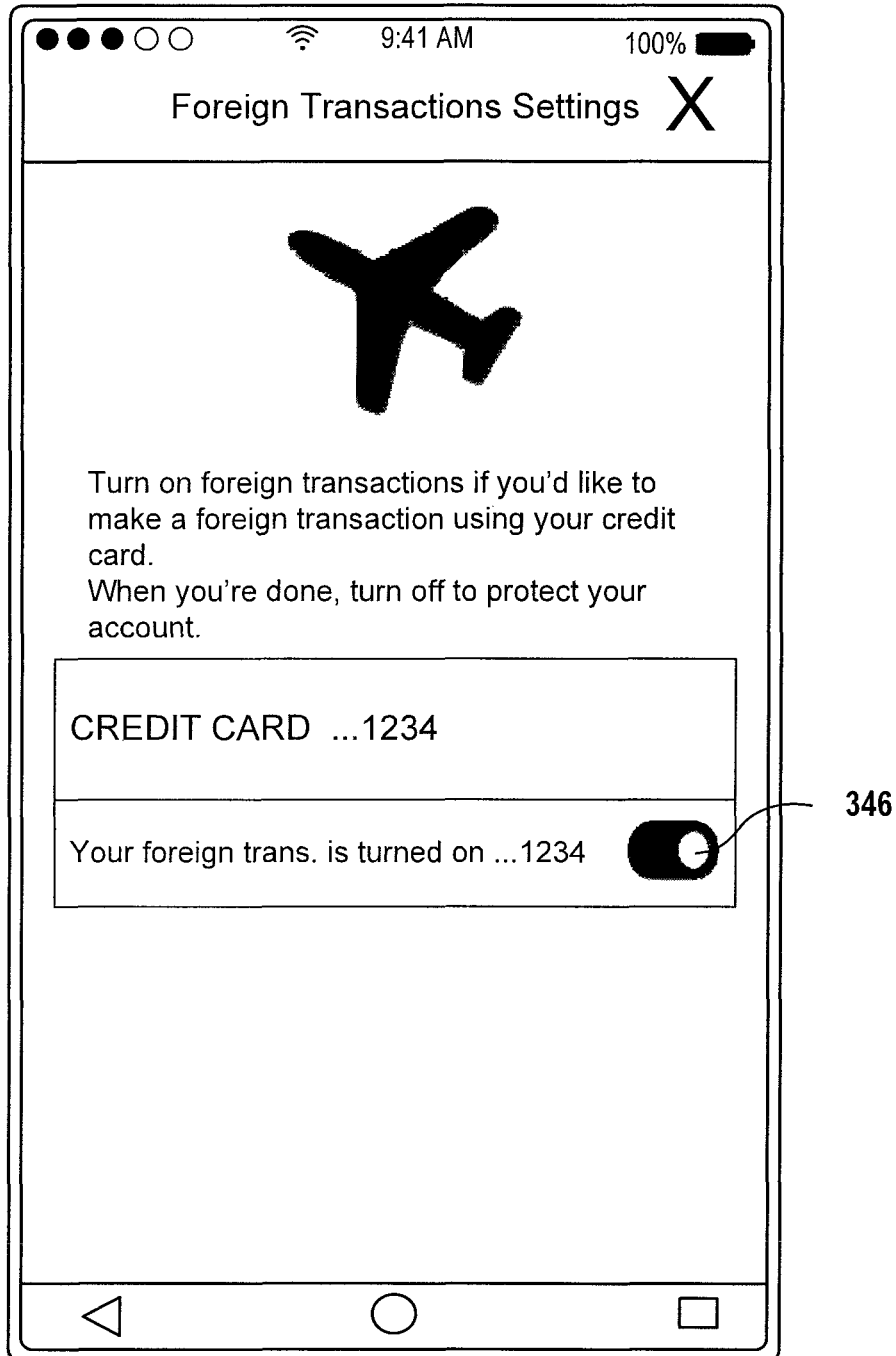 9:41 AM 100%
Foreign Transactions Settings X
Turn on foreign transactions if you'd like to
make a foreign transaction using your credit
card.
When you're done, turn off to protect your
account.
CREDIT CARD ...1234
Your foreign trans. is turned on ...1234
346